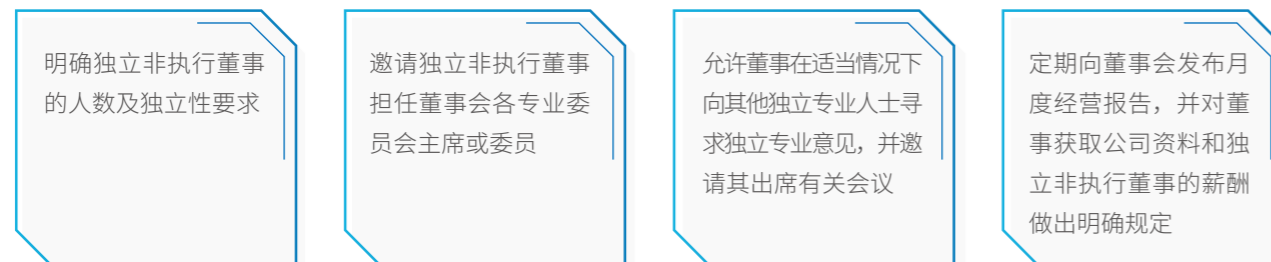 明确独立非执行董事
的人数及独立性要求
邀请独立非执行董事
担任董事会各专业委
员会主席或委员
允许董事在适当情况下
向其他独立专业人士寻
求独立专业意见，并邀
请其出席有关会议
定期向董事会发布月
度经营报告，并对董
事获取公司资料和独
立非执行董事的薪酬
做出明确规定